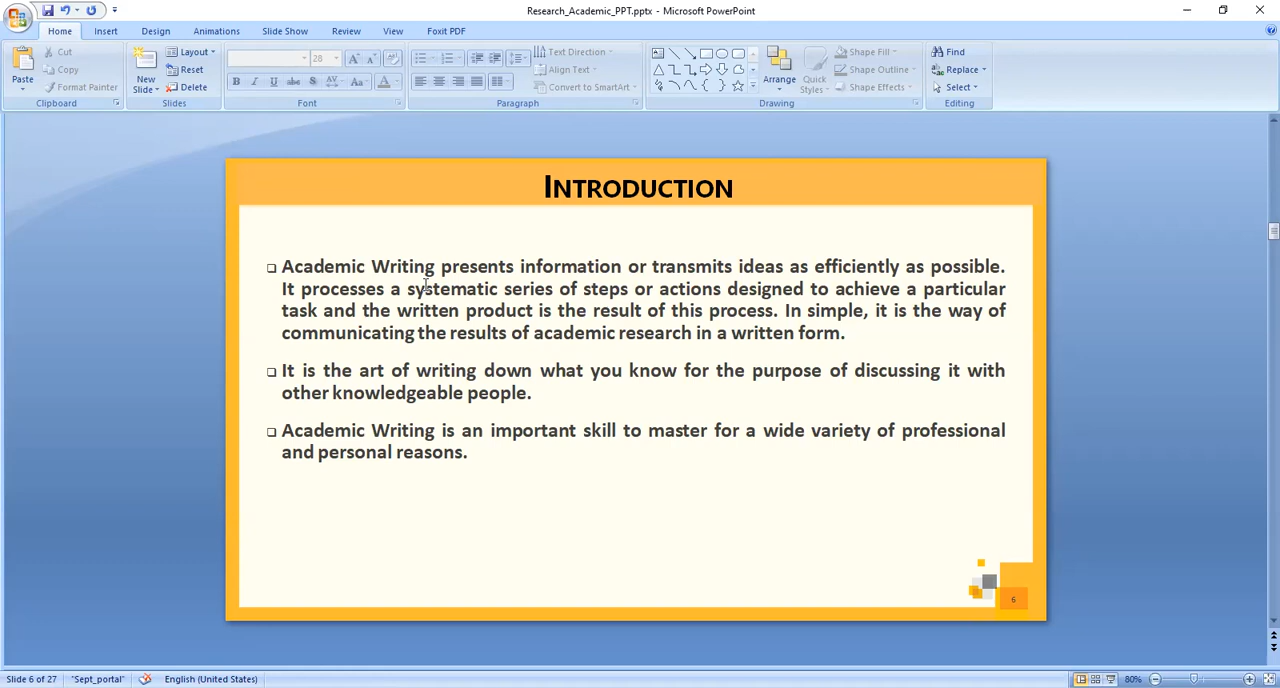 Research_Academic_PPT.pptx - Microsoft PowerPoint
Home Insert Design Slide Show Animations Review View Foxit PDF
Paste
Cut
Copy
Format Painter
Clipboard
New Slide
Layout
Reset
Delete
Slides
28
B I U abc S AV Aa A
Font
Text Direction
Align Text
Convert to SmartArt
Paragraph
Arrange
Quick Styles
Shape Fill
Shape Outline
Shape Effects
Drawing
Find
Replace
Select
Editing
INTRODUCTION
Academic Writing presents information or transmits ideas as efficiently as possible.
It processes a systematic series of steps or actions designed to achieve a particular
task and the written product is the result of this process. In simple, it is the way of
communicating the results of academic research in a written form.
It is the art of writing down what you know for the purpose of discussing it with
other knowledgeable people.
Academic Writing is an important skill to master for a wide variety of professional
and personal reasons.
6
Slide 6 of 27 "Sept_portal" English (United States) 80%